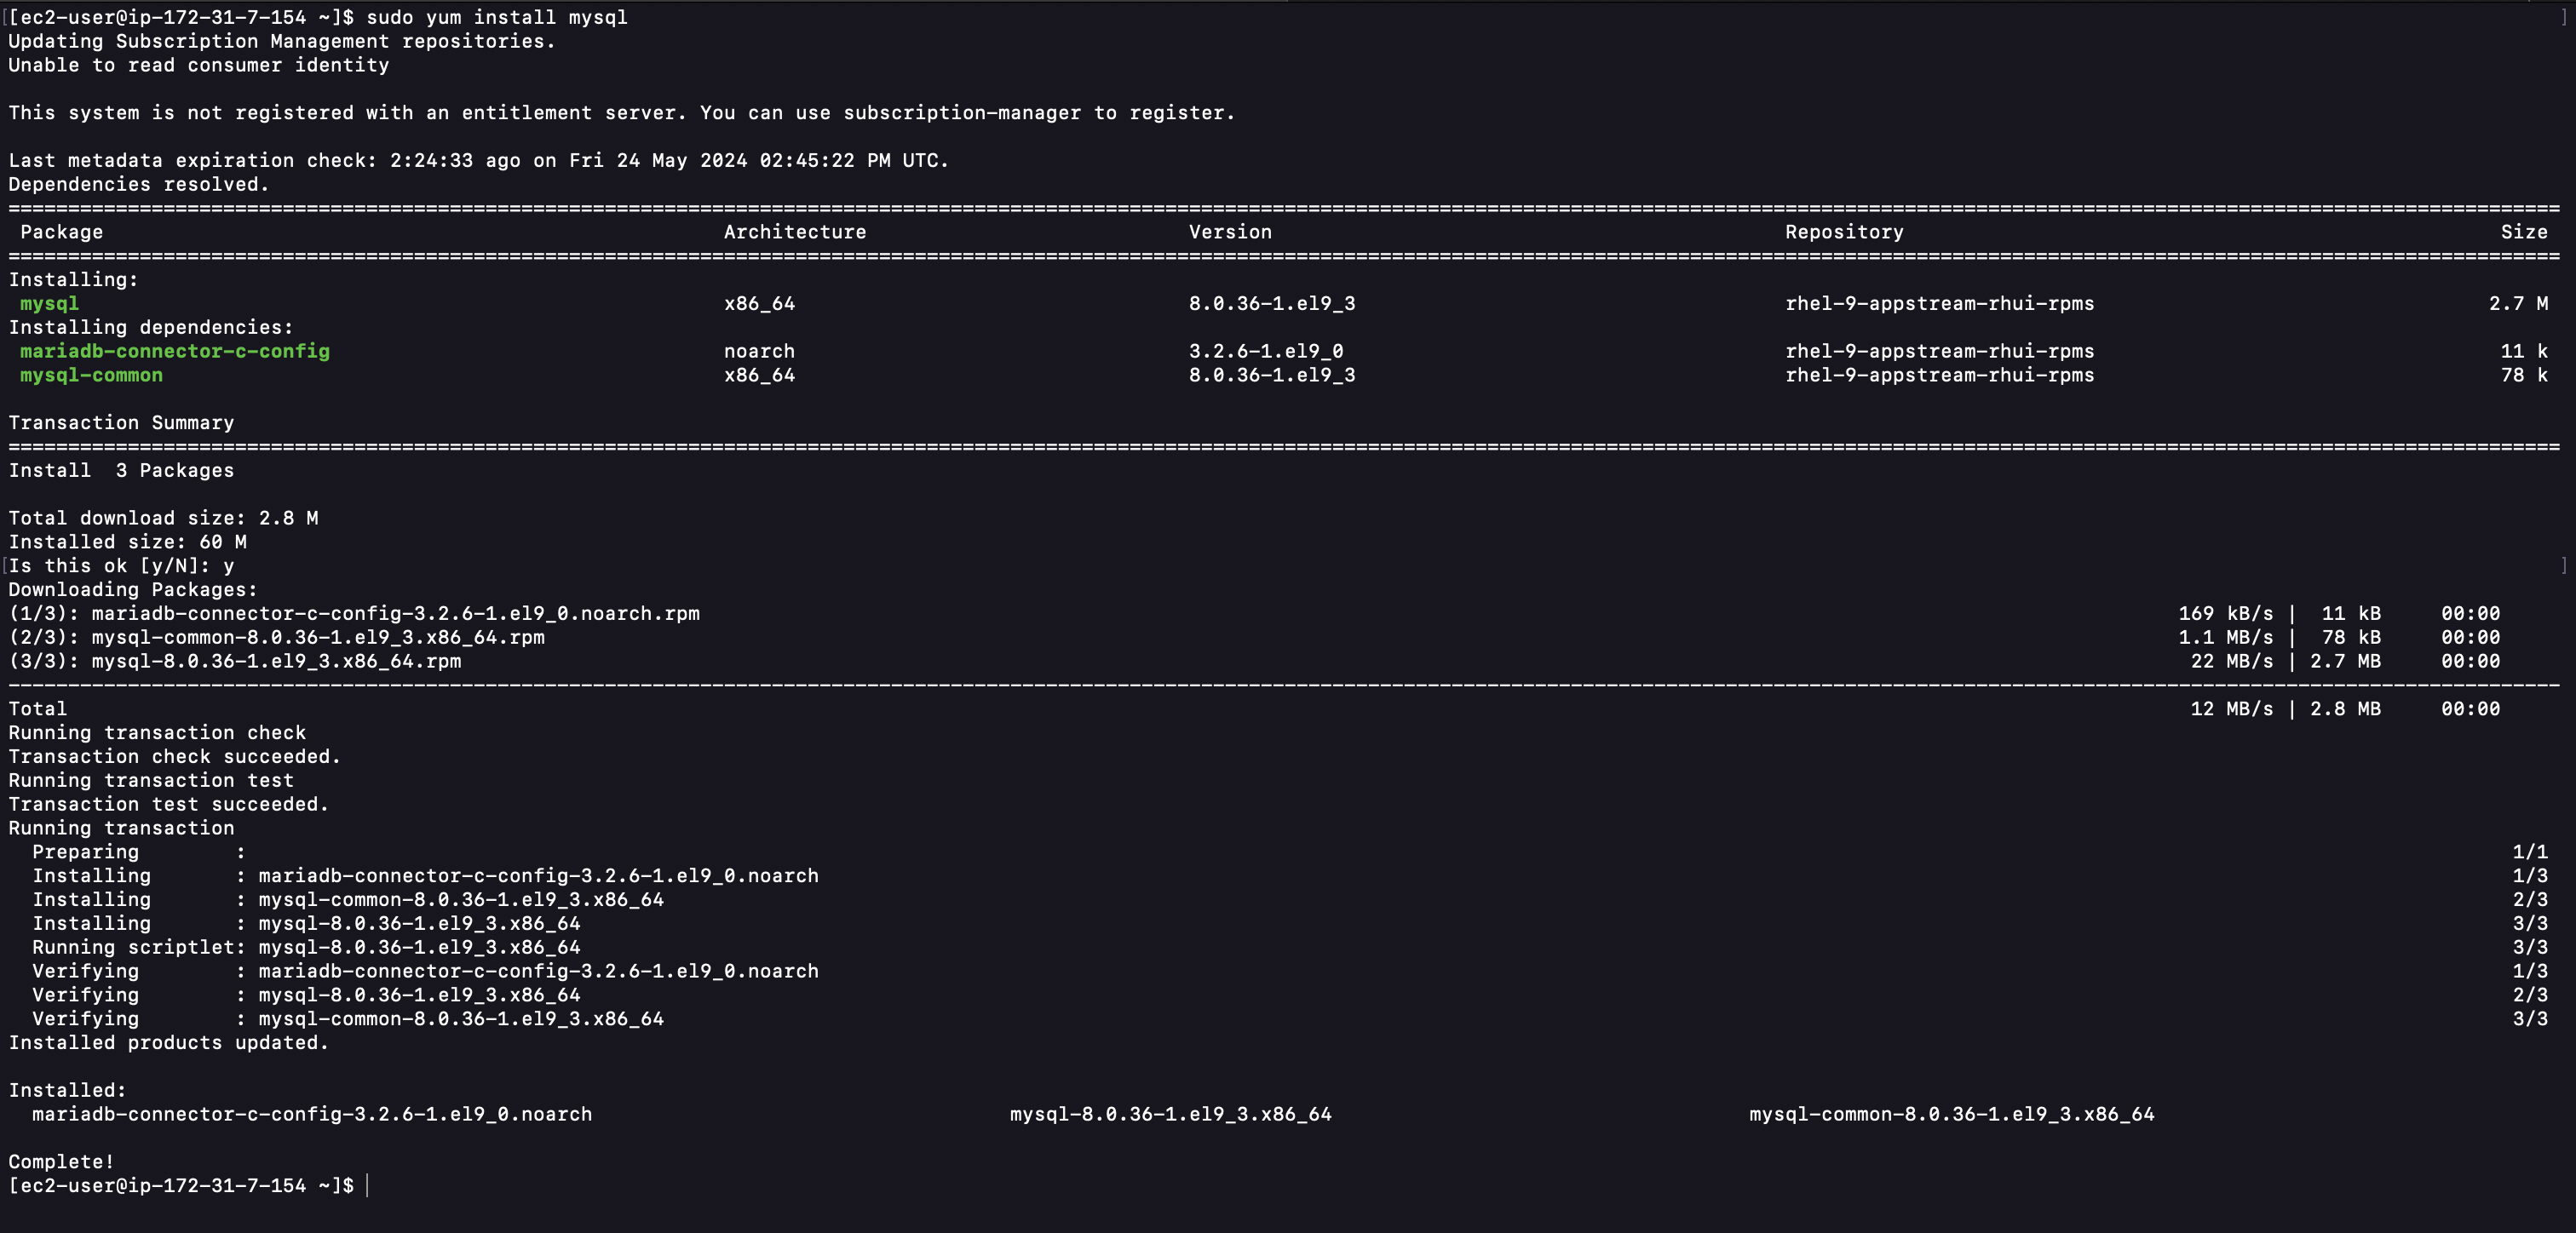 [ec2-user@ip-172-31-7-154 ~]$ sudo yum install mysql
Updating Subscription Management repositories.
Unable to read consumer identity
This system is not registered with an entitlement server. You can use subscription-manager to register.
Last metadata expiration check: 2:24:33 ago on Fri 24 May 2024 02:45:22 PM UTC.
Dependencies resolved.
Package Architecture Version Repository Size
Installing:
mysql x86_64 8.0.36-1.el9_3 rhel-9-appstream-rhui-rpms 2.7 M
Installing dependencies:
mariadb-connector-c-config noarch 3.2.6-1.el9_0 rhel-9-appstream-rhui-rpms 11 k
mysql-common x86_64 8.0.36-1.el9_3 rhel-9-appstream-rhui-rpms 78 k
Transaction Summary
Install 3 Packages
Total download size: 2.8 M
Installed size: 60 M
Is this ok [y/N]: y
Downloading Packages:
(1/3): mariadb-connector-c-config-3.2.6-1.el9_0.noarch.rpm 169 kB/s | 11 kB 00:00
(2/3): mysql-common-8.0.36-1.el9_3.x86_64.rpm 1.1 MB/s | 78 kB 00:00
(3/3): mysql-8.0.36-1.el9_3.x86_64.rpm 22 MB/s | 2.7 MB 00:00
Total 12 MB/s | 2.8 MB 00:00
Running transaction check
Transaction check succeeded.
Running transaction test
Transaction test succeeded.
Running transaction
Preparing : 1/1
Installing : mariadb-connector-c-config-3.2.6-1.el9_0.noarch 1/3
Installing : mysql-common-8.0.36-1.el9_3.x86_64 2/3
Installing : mysql-8.0.36-1.el9_3.x86_64 3/3
Running scriptlet: mysql-8.0.36-1.el9_3.x86_64 3/3
Verifying : mariadb-connector-c-config-3.2.6-1.el9_0.noarch 1/3
Verifying : mysql-8.0.36-1.el9_3.x86_64 2/3
Verifying : mysql-common-8.0.36-1.el9_3.x86_64 3/3
Installed products updated.
Installed:
mariadb-connector-c-config-3.2.6-1.el9_0.noarch mysql-8.0.36-1.el9_3.x86_64 mysql-common-8.0.36-1.el9_3.x86_64
Complete!
[ec2-user@ip-172-31-7-154 ~]$